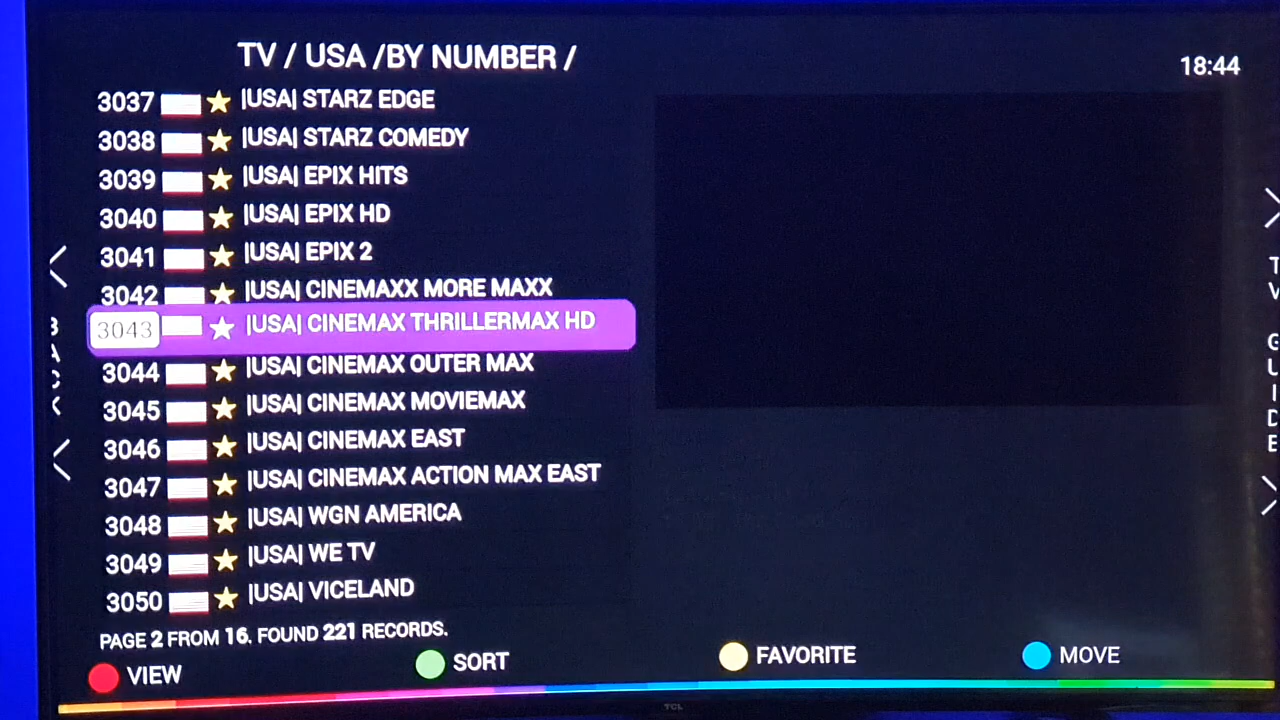 TV / USA /BY NUMBER /
18:44
3037 |USA| STARZ EDGE
3038 |USA| STARZ COMEDY
3039 |USA| EPIX HITS
3040 |USA| EPIX HD
3041 |USA| EPIX 2
3042 |USA| CINEMAXX MORE MAXX
3043 |USA| CINEMAX THRILLERMAX HD
3044 |USA| CINEMAX OUTER MAX
3045 |USA| CINEMAX MOVIEMAX
3046 |USA| CINEMAX EAST
3047 |USA| CINEMAX ACTION MAX EAST
3048 |USA| WGN AMERICA
3049 |USA| WE TV
3050 |USA| VICELAND
PAGE 2 FROM 16. FOUND 221 RECORDS.
VIEW
SORT
FAVORITE
MOVE
TV GUIDE
TCL